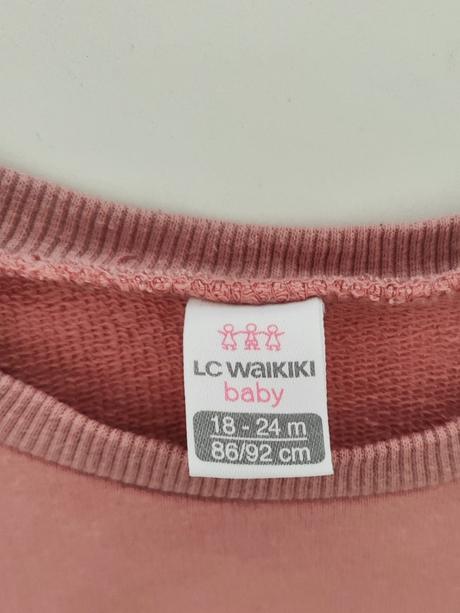 LC WAIKIKI
baby
18 - 24 m
86/92 cm